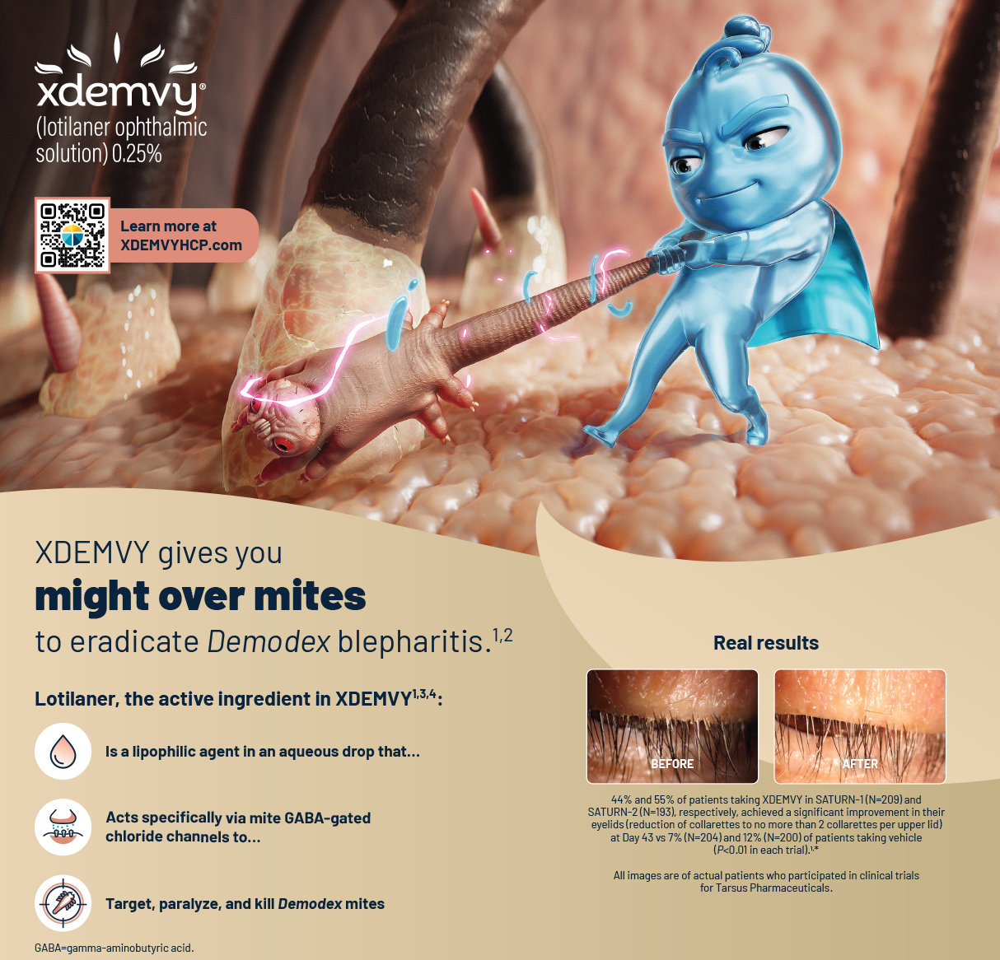 xdemvy®
(lotilaner ophthalmic
solution) 0.25%
Learn more at
XDEMVYHCP.com
XDEMVY gives you
might over mites
to eradicate Demodex blepharitis.1,2
Lotilaner, the active ingredient in XDEMVY1,3,4:
Is a lipophilic agent in an aqueous drop that...
Acts specifically via mite GABA-gated
chloride channels to...
Target, paralyze, and kill Demodex mites
GABA=gamma-aminobutyric acid.
Real results
BEFORE
AFTER
44% and 55% of patients taking XDEMVY in SATURN-1 (N=209) and
SATURN-2 (N=193), respectively, achieved a significant improvement in their
eyelids (reduction of collarettes to no more than 2 collarettes per upper lid)
at Day 43 vs 7% (N=204) and 12% (N=200) of patients taking vehicle
(P<0.01 in each trial).1,*
All images are of actual patients who participated in clinical trials
for Tarsus Pharmaceuticals.